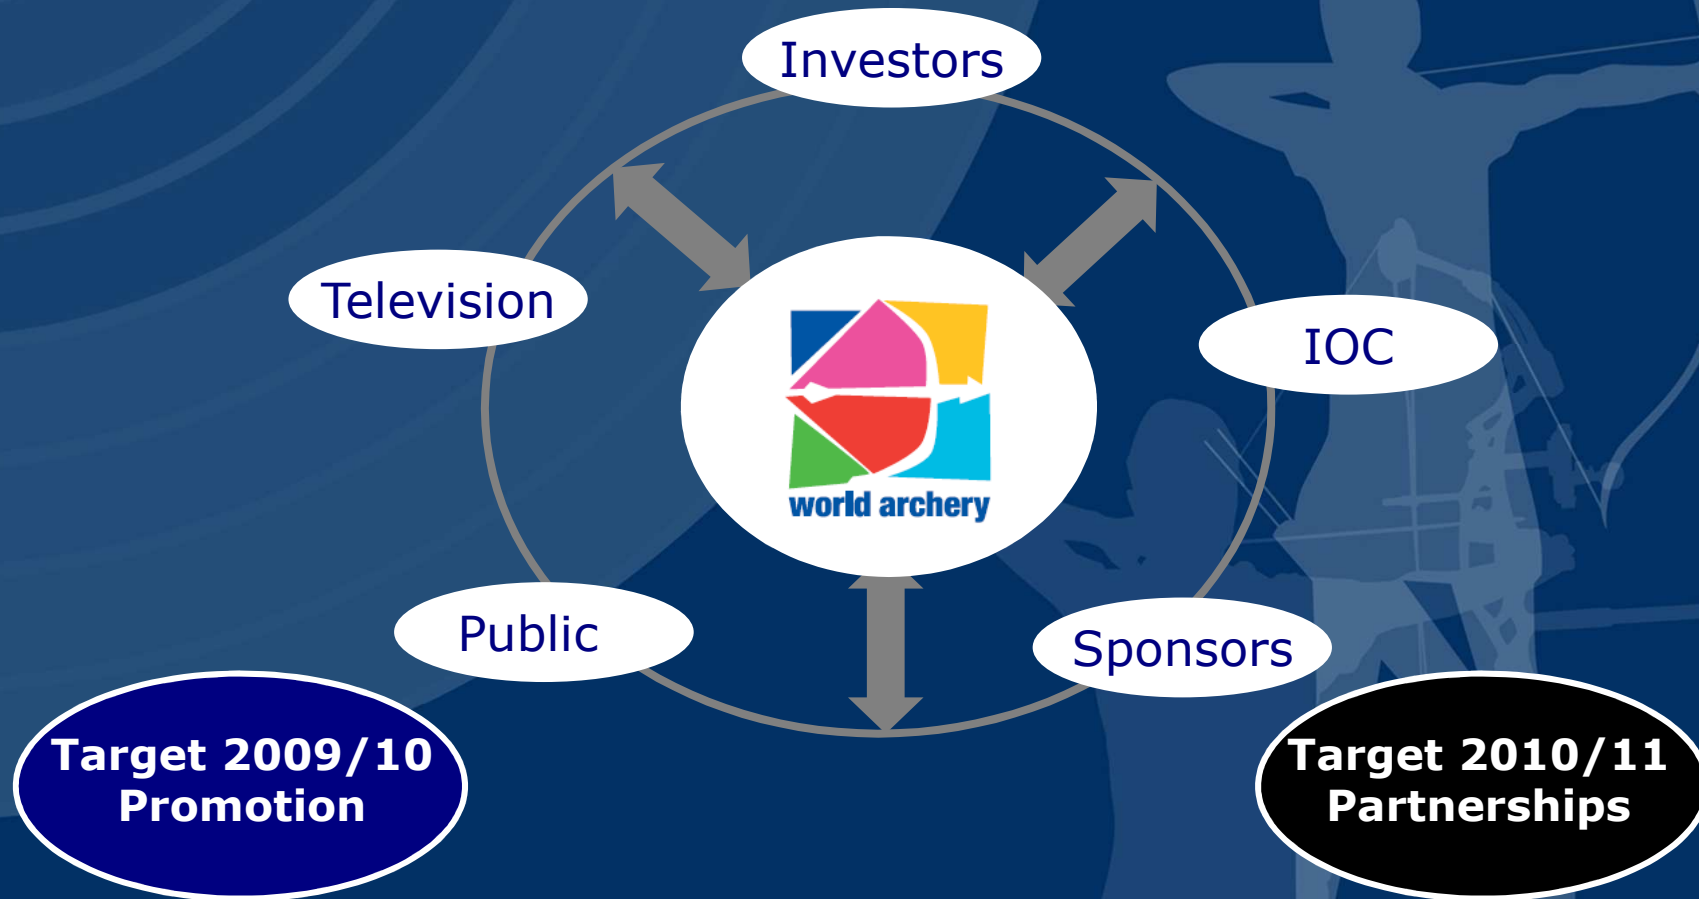 Investors
Television
IOC
world archery
Public
Sponsors
Target 2009/10
Promotion
Target 2010/11
Partnerships